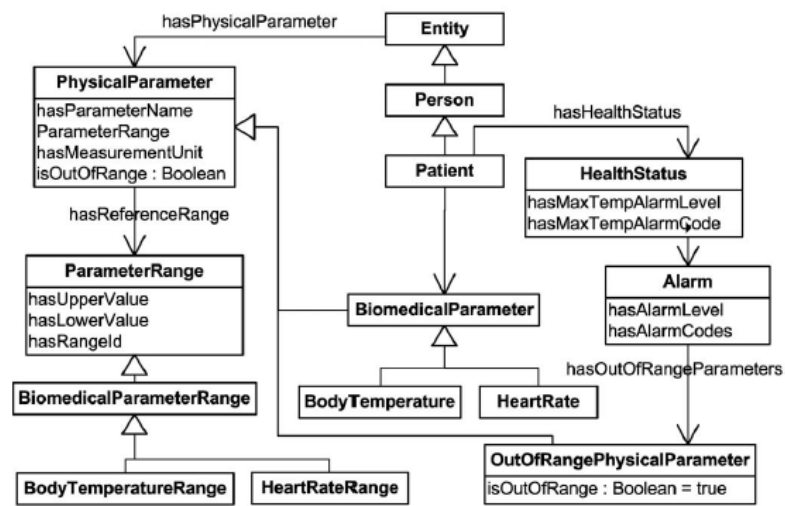 hasPhysicalParameter
Entity
PhysicalParameter
hasParameterName
ParameterRange
hasMeasurementUnit
isOutOfRange : Boolean
Person
hasHealthStatus
Patient
HealthStatus
hasMaxTempAlarmLevel
hasMaxTempAlarmCode
hasReferenceRange
ParameterRange
hasUpperValue
hasLowerValue
hasRangeId
Alarm
hasAlarmLevel
hasAlarmCodes
BiomedicalParameter
hasOutOfRangeParameters
BiomedicalParameterRange
BodyTemperature
HeartRate
OutOfRangePhysicalParameter
isOutOfRange : Boolean = true
BodyTemperatureRange
HeartRateRange